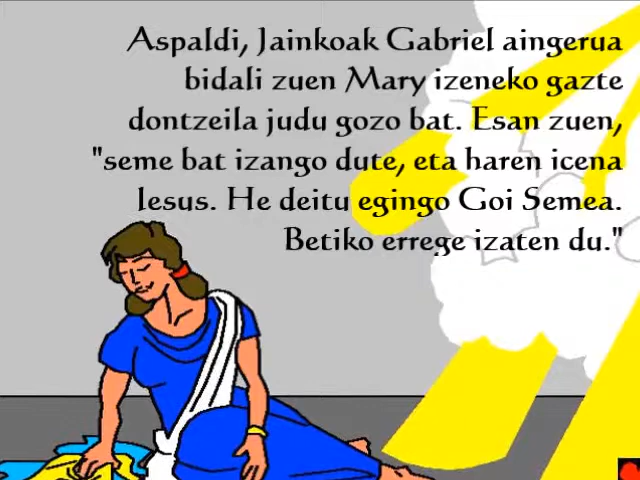 Aspaldi, Jainkoak Gabriel aingerua
bidali zuen Mary izeneko gazte
dontzeila judu gozo bat. Esan zuen,
"seme bat izango dute, eta haren icena
Iesus. He deitu egingo Goi Semea.
Betiko errege izaten du."